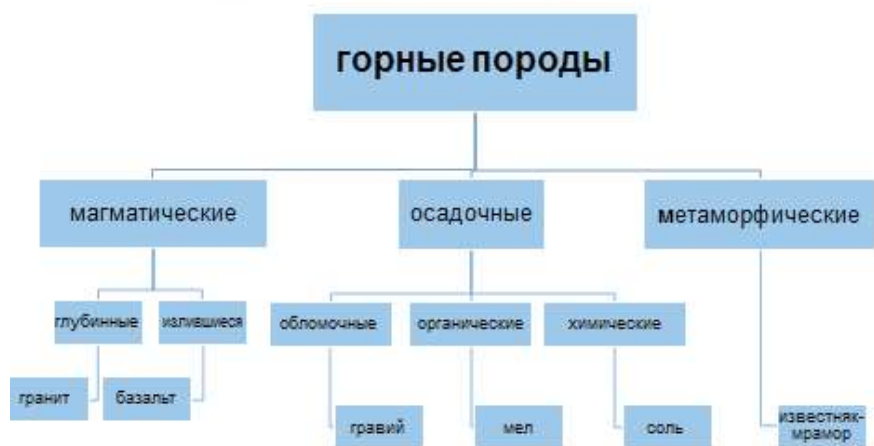 горные породы
магматические
осадочные
метаморфические
глубинные
излившиеся
обломочные
органические
химические
гранит
базальт
гравий
мел
соль
известняк-
мрамор